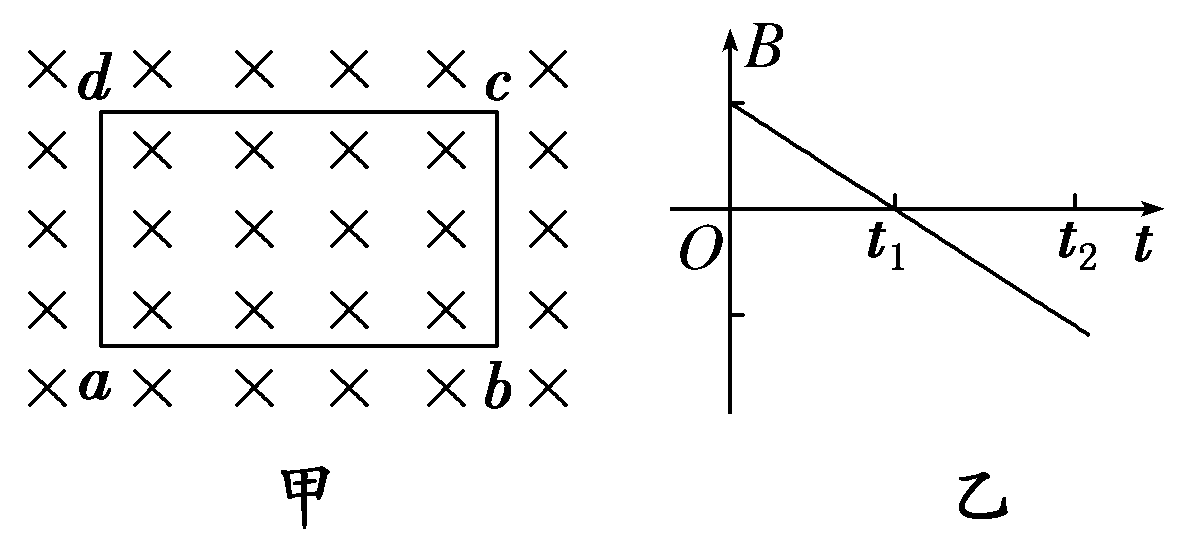 d c
a b
甲
B
O t₁ t₂ t
乙